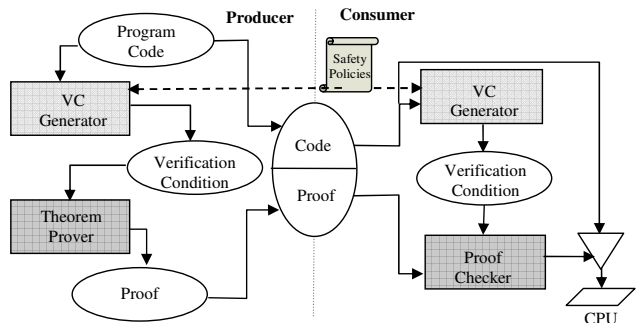 Producer
Consumer
Program
Code
Safety
Policies
VC
Generator
VC
Generator
Code
Proof
Verification
Condition
Verification
Condition
Theorem
Prover
Proof
Checker
Proof
CPU